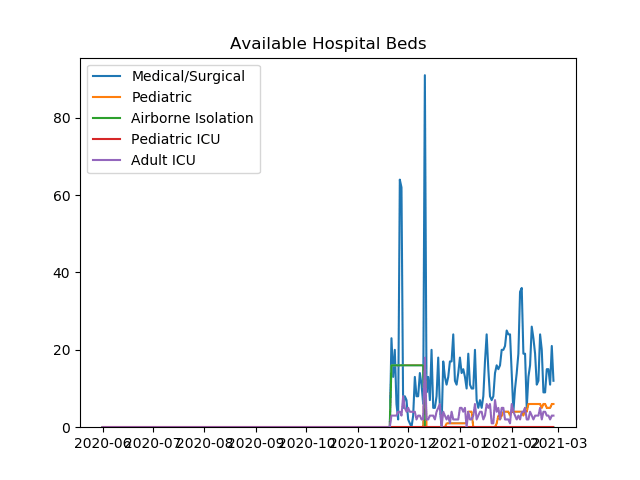 Available Hospital Beds
Medical/Surgical
Pediatric
Airborne Isolation
Pediatric ICU
Adult ICU
80
60
40
20
0
2020-06 2020-07 2020-08 2020-09 2020-10 2020-11 2020-12 2021-01 2021-02 2021-03